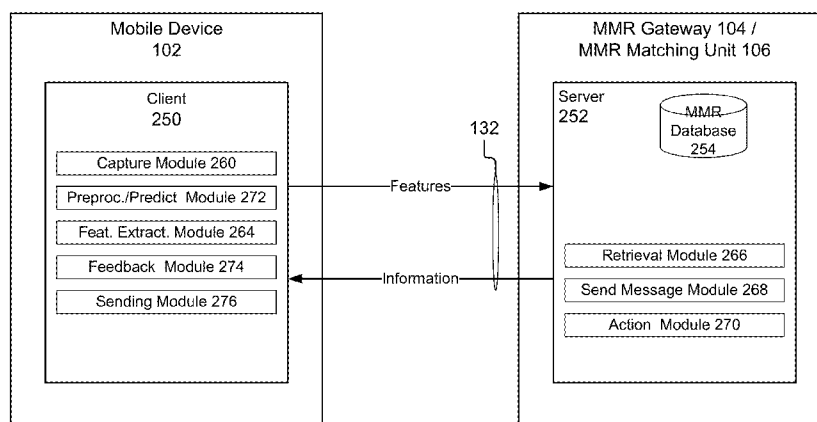 Mobile Device
102
Client
250
Capture Module 260
Preproc./Predict Module 272
Feat. Extract. Module 264
Feedback Module 274
Sending Module 276
132
Features
Information
MMR Gateway 104 /
MMR Matching Unit 106
Server
252
MMR
Database
254
Retrieval Module 266
Send Message Module 268
Action Module 270